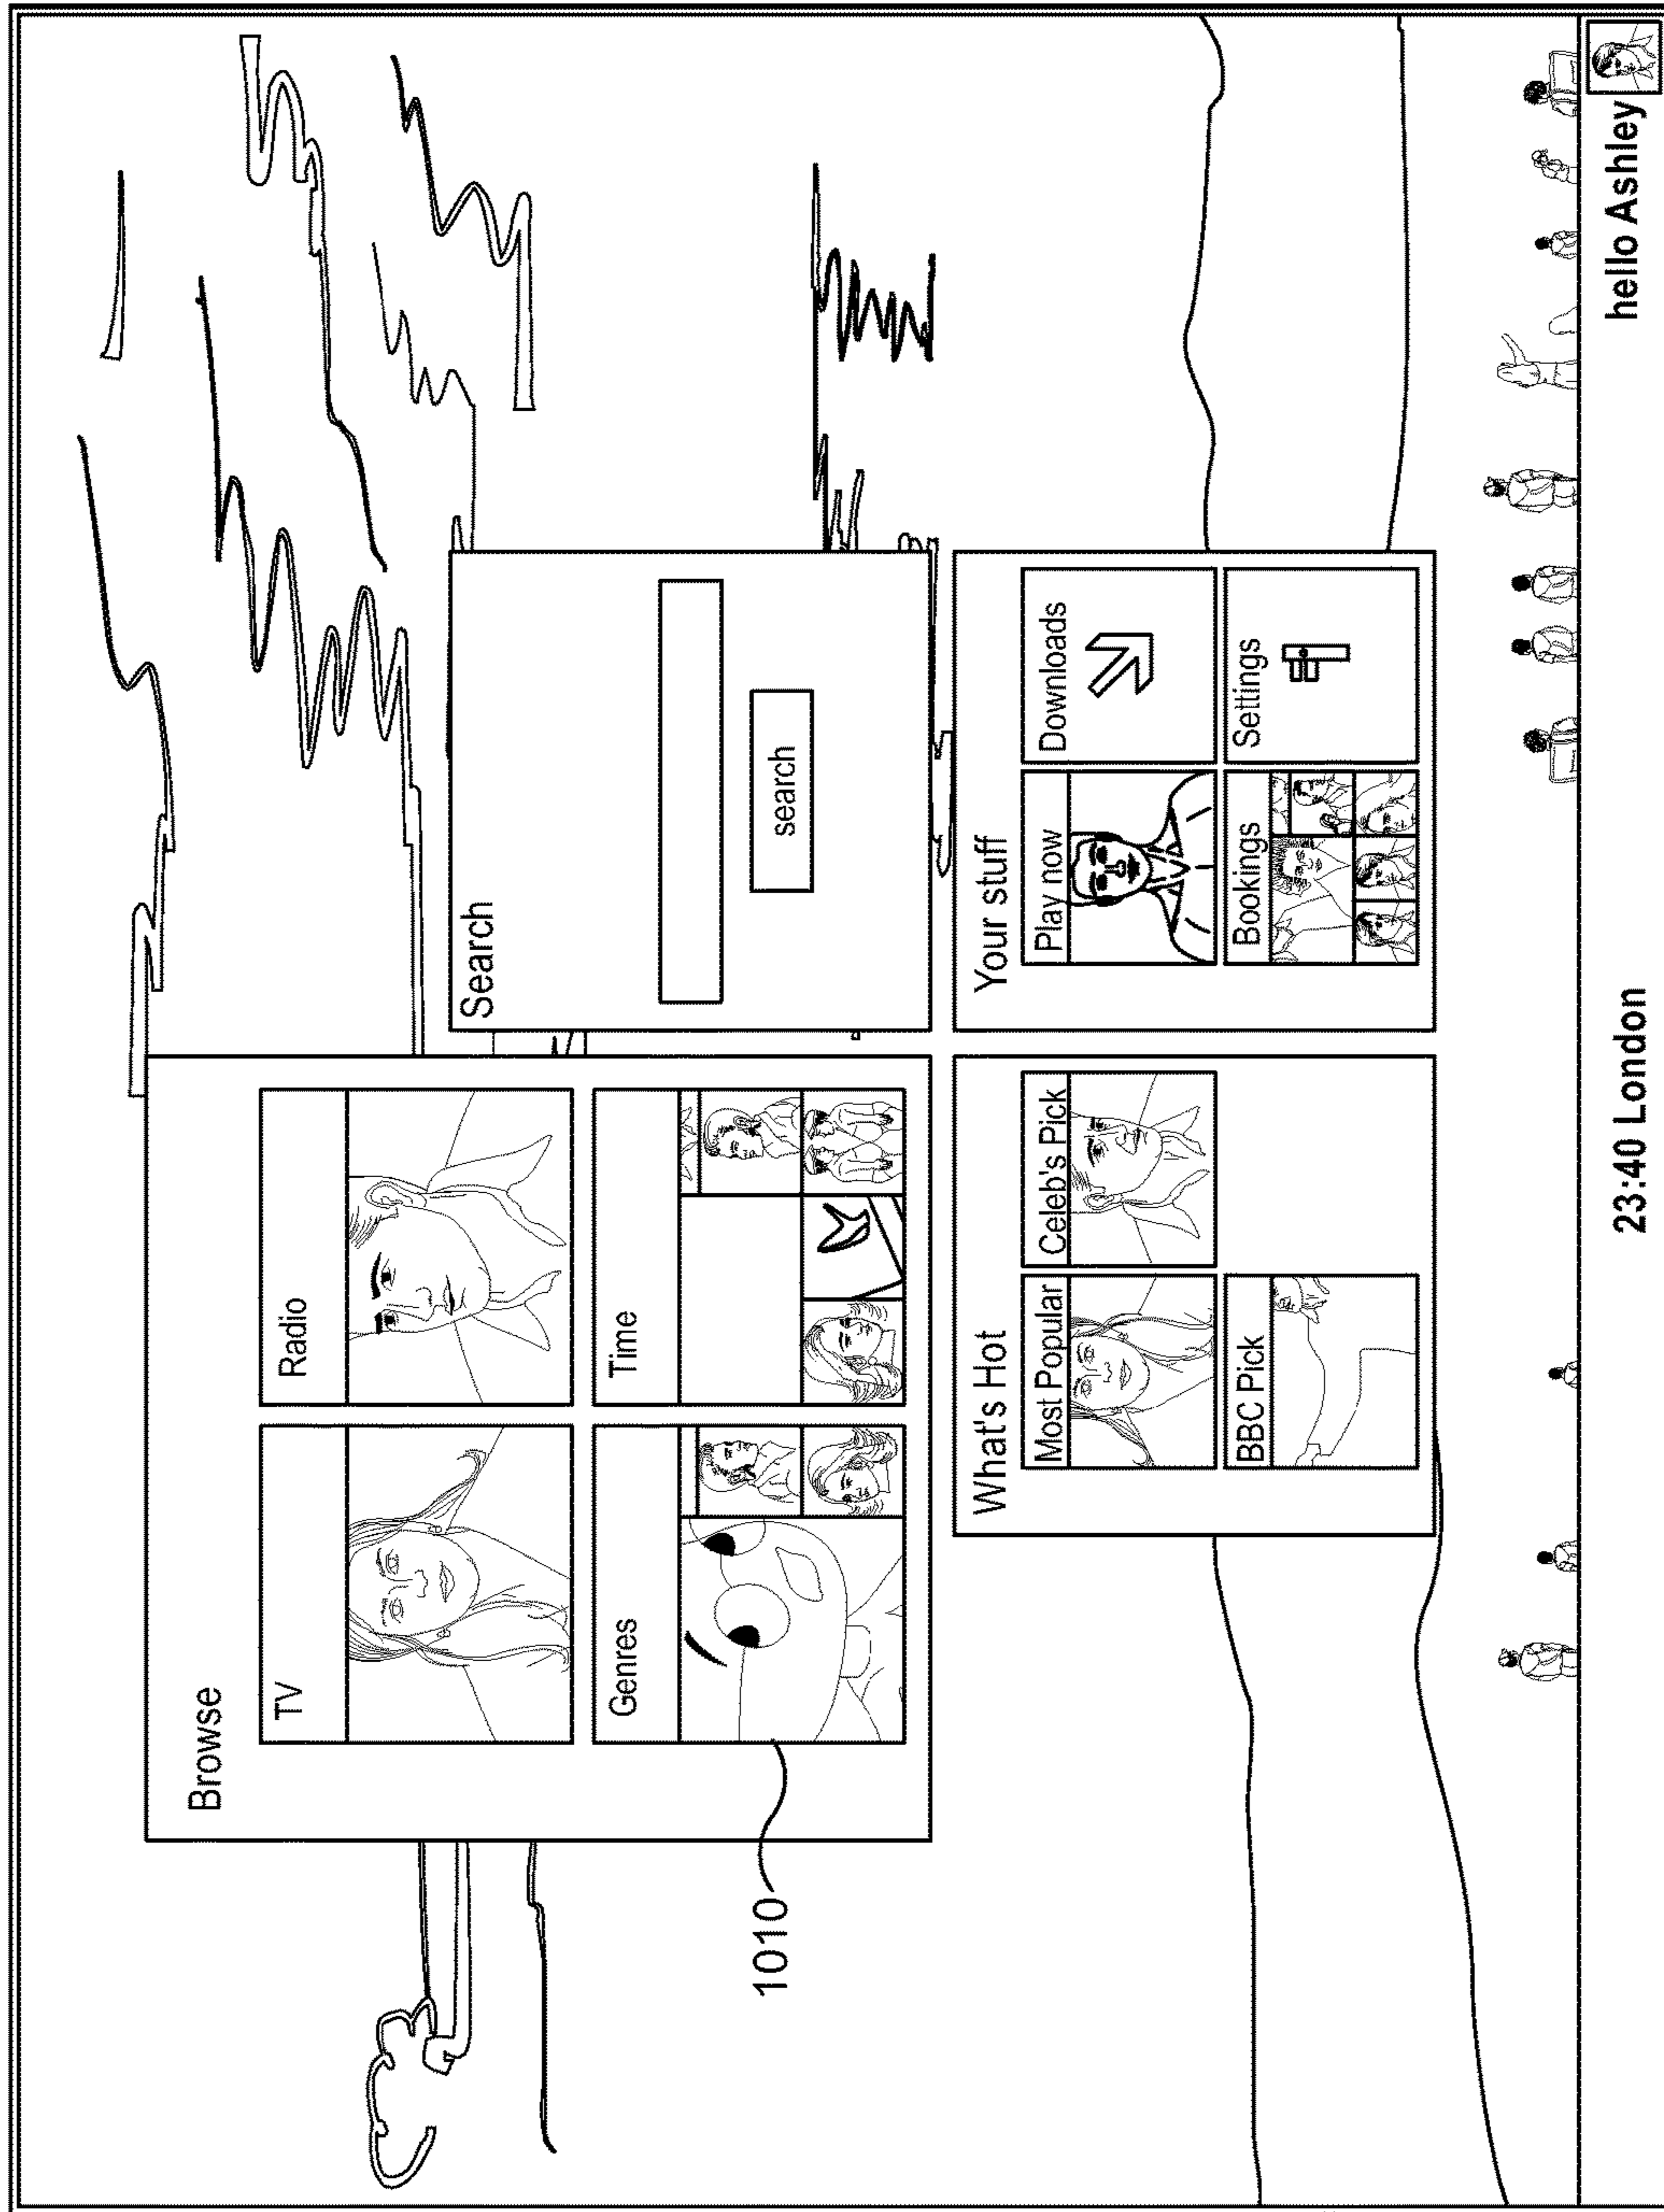 Browse
TV
Radio
Genres
Time
1010
Search
search
What's Hot
Most Popular
Celeb's Pick
BBC Pick
Your stuff
Play now
Downloads
Bookings
Settings
23:40 London
hello Ashley